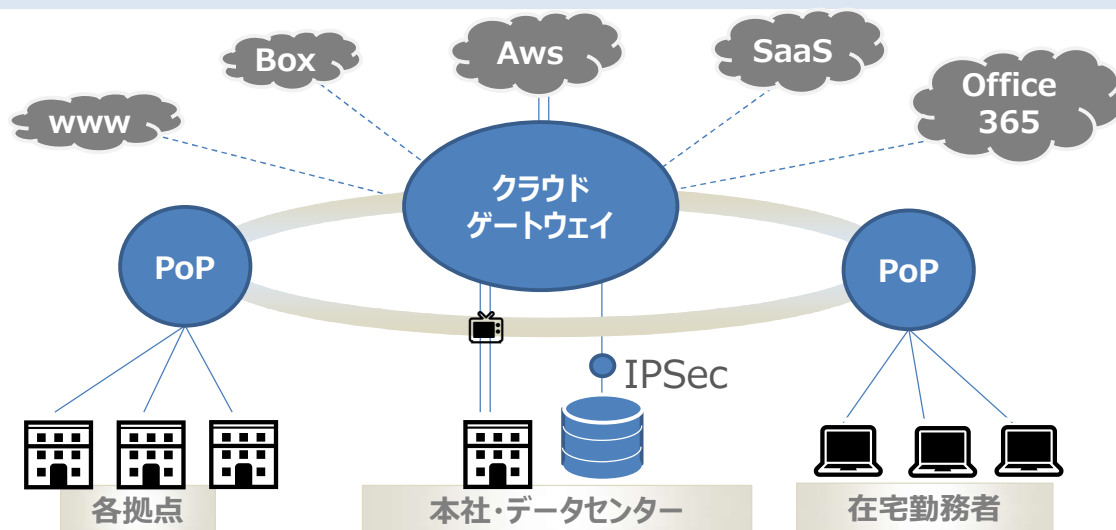 www
Box
Aws
SaaS
Office
365
クラウド
ゲートウェイ
PoP
PoP
IPSec
各拠点
本社・データセンター
在宅勤務者